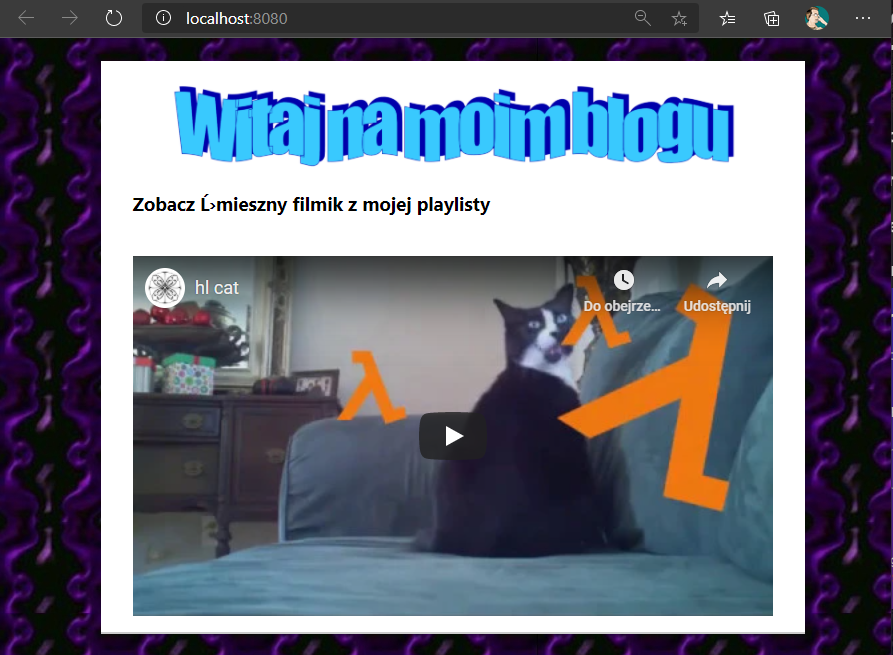 localhost:8080
Witaj na moim blogu
Zobacz Ĺ›mieszny filmik z mojej playlisty
hl cat
Do obejrze...
Udostępnij
λ
λ
λ